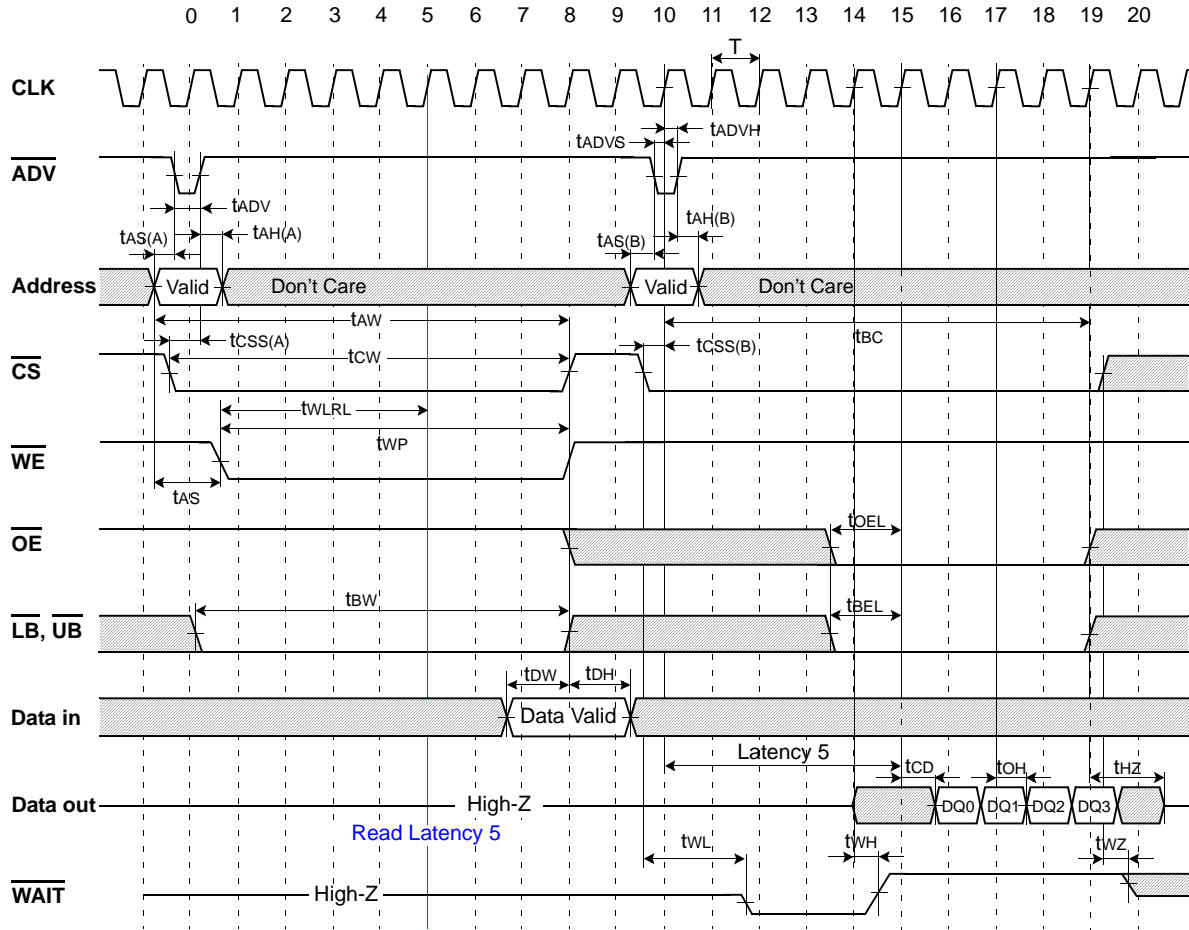 0 1 2 3 4 5 6 7 8 9 10 11 12 13 14 15 16 17 18 19 20
T
CLK
tADVH
tADVS
ADV
tADV
tAH(B)
tAS(A) tAH(A) tAS(B)
Address Valid Don't Care Valid Don't Care
tAW
tCSS(A) tCW tCSS(B) tBC
CS
tWLRL
tWP
WE
tAS
tOEL
OE
tBW tBEL
LB, UB
tDW tDH
Data in Data Valid
Latency 5
tCD tOH tHZ
Data out High-Z DQ0 DQ1 DQ2 DQ3
Read Latency 5
tWL tWH tWZ
WAIT High-Z